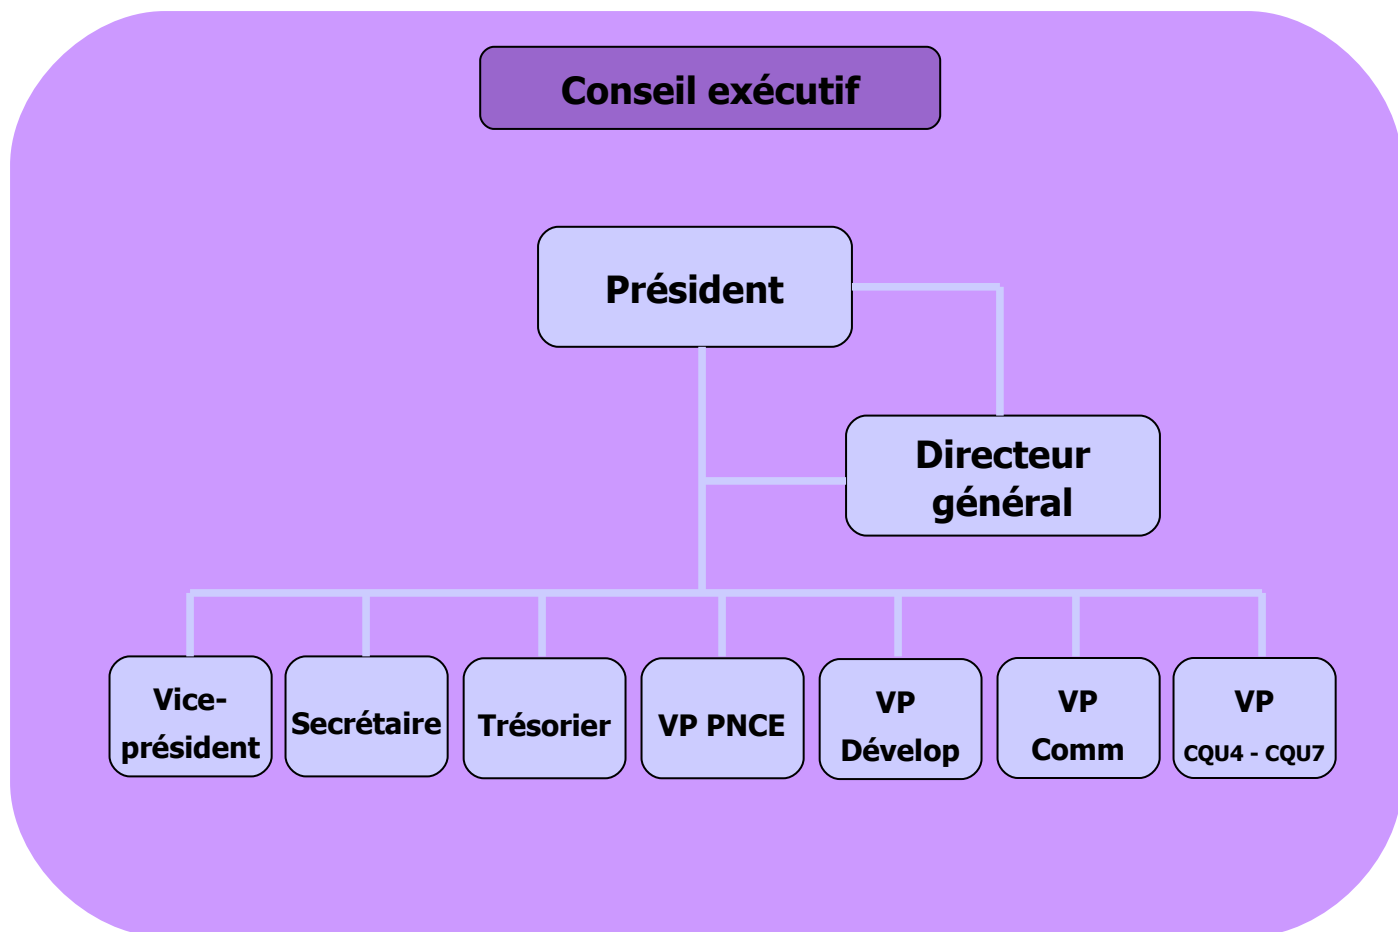 Conseil exécutif
Président
Directeur
général
Vice-
président
Secrétaire
Trésorier
VP PNCE
VP
Dévelop
VP
Comm
VP
CQU4 - CQU7